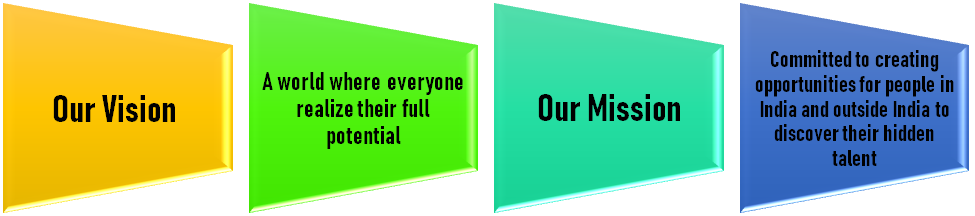 Our Vision
A world where everyone
realize their full
potential
Our Mission
Committed to creating
opportunities for people in
India and outside India to
discover their hidden
talent